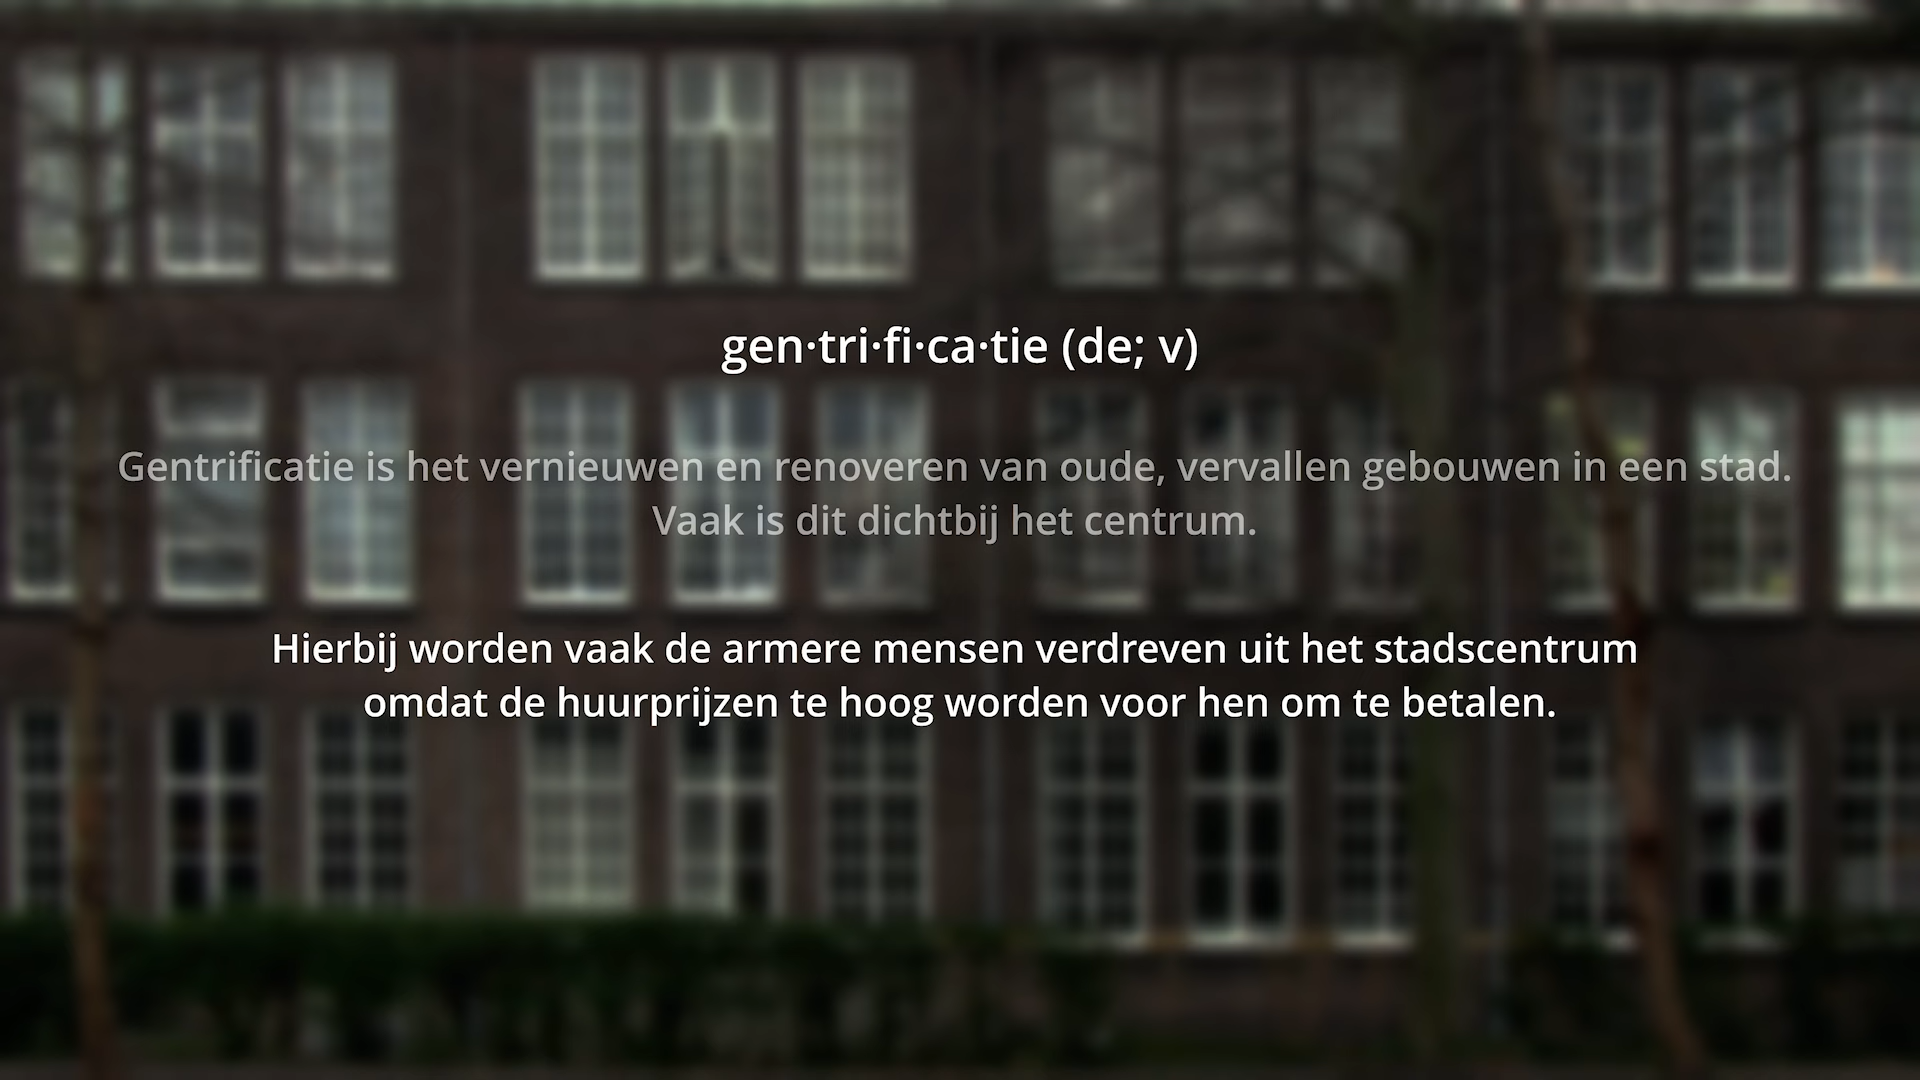 gen·tri·fi·ca·tie (de; v)
Gentrificatie is het vernieuwen en renoveren van oude, vervallen gebouwen in een stad.
Vaak is dit dichtbij het centrum.
Hierbij worden vaak de armere mensen verdreven uit het stadscentrum
omdat de huurprijzen te hoog worden voor hen om te betalen.